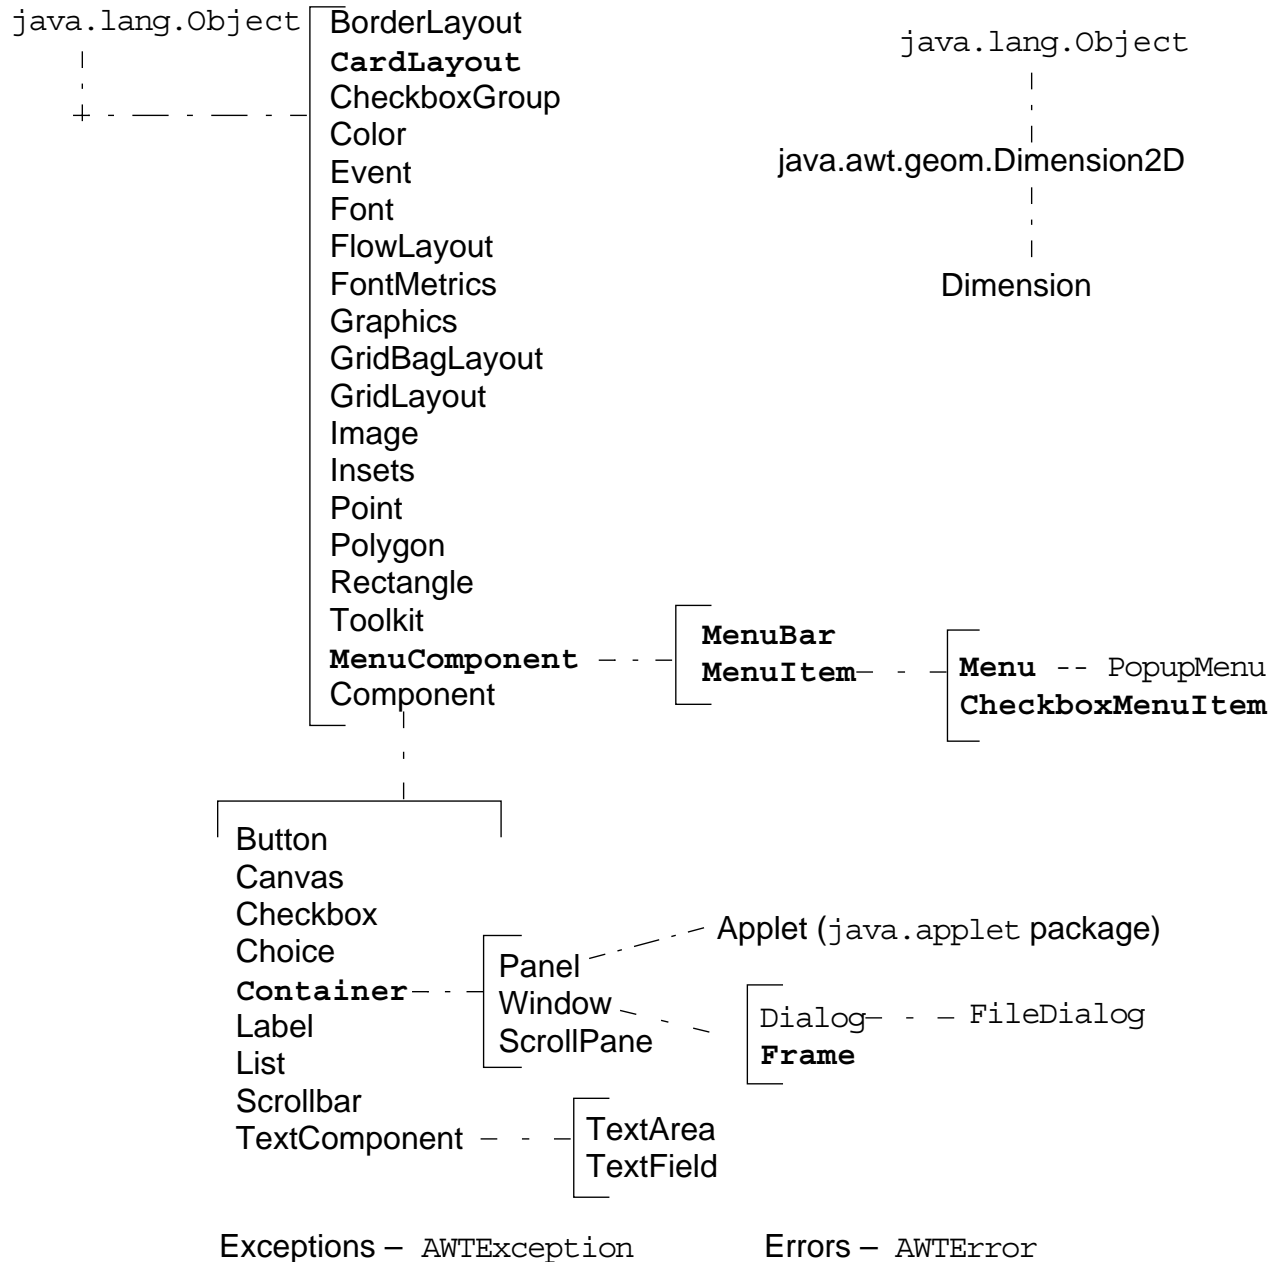 java.lang.Object
BorderLayout
CardLayout
CheckboxGroup
Color
Event
Font
FlowLayout
FontMetrics
Graphics
GridBagLayout
GridLayout
Image
Insets
Point
Polygon
Rectangle
Toolkit
MenuComponent
Component
java.lang.Object
java.awt.geom.Dimension2D
Dimension
MenuBar
MenuItem
Menu -- PopupMenu
CheckboxMenuItem
Button
Canvas
Checkbox
Choice
Container
Label
List
Scrollbar
TextComponent
Panel
Window
ScrollPane
Applet (java.applet package)
Dialog
Frame
FileDialog
TextArea
TextField
Exceptions – AWTException
Errors – AWTError